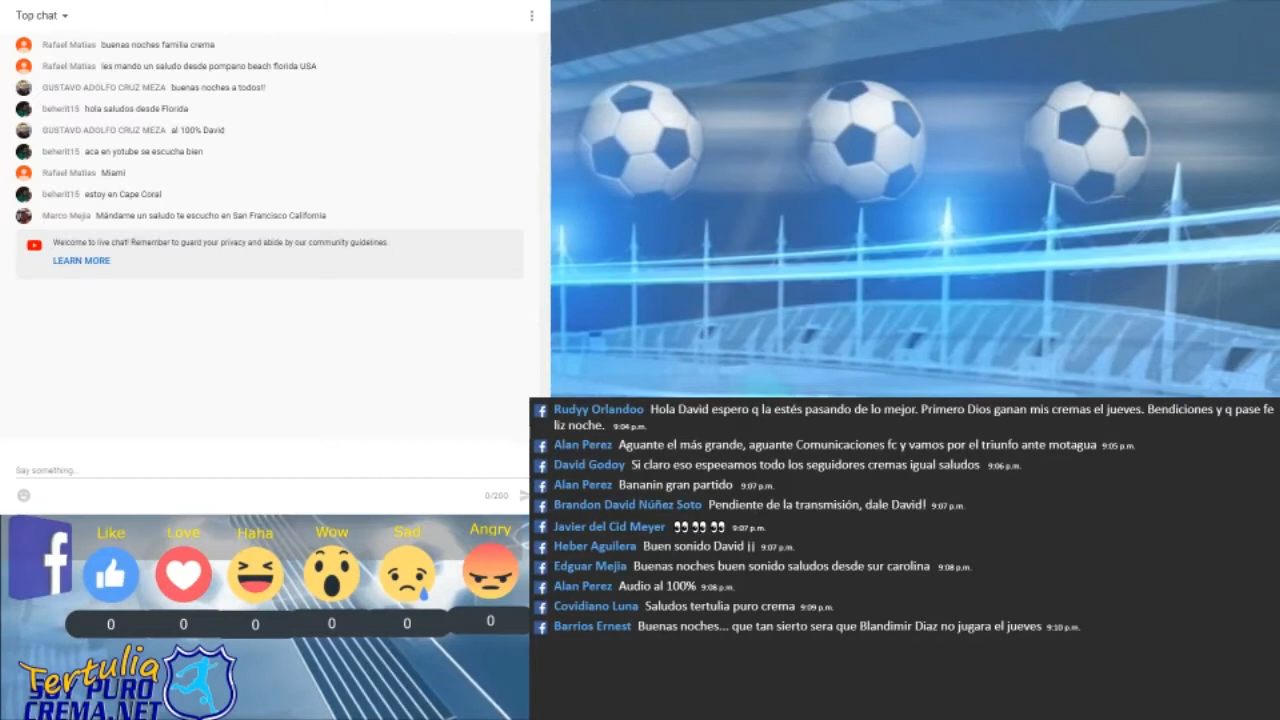 Top chat
Rafael Matias buenas noches familia crema
Rafael Matias les mando un saludo desde pompano beach florida USA
GUSTAVO ADOLFO CRUZ MEZA buenas noches a todos!!
beherit15 hola saludos desde Florida
GUSTAVO ADOLFO CRUZ MEZA al 100% David
beherit15 aca en yotube se escucha bien
Rafael Matias Miami
beherit15 estoy en Cape Coral
Marco Mejia Mándame un saludo te escucho en San Francisco California
Welcome to live chat! Remember to guard your privacy and abide by our community guidelines.
LEARN MORE
Say something...
0/200
Like Love Haha Wow Sad Angry
0 0 0 0 0 0
Tertulia
SOY PURO
CREMA.NET
Rudyy Orlandoo Hola David espero q la estés pasando de lo mejor. Primero Dios ganan mis cremas el jueves. Bendiciones y q pase fe
liz noche. 9:04 p.m.
Alan Perez Aguante el más grande, aguante Comunicaciones fc y vamos por el triunfo ante motagua 9:05 p.m.
David Godoy Si claro eso espeeamos todo los seguidores cremas igual saludos 9:06 p.m.
Alan Perez Bananin gran partido 9:07 p.m.
Brandon David Núñez Soto Pendiente de la transmisión, dale David! 9:07 p.m.
Javier del Cid Meyer 👀 👀 👀 9:07 p.m.
Heber Aguilera Buen sonido David || 9:07 p.m.
Edguar Mejia Buenas noches buen sonido saludos desde sur carolina 9:08 p.m.
Alan Perez Audio al 100% 9:08 p.m.
Covidiano Luna Saludos tertulia puro crema 9:09 p.m.
Barrios Ernest Buenas noches... que tan sierto sera que Blandimir Diaz no jugara el jueves 9:10 p.m.